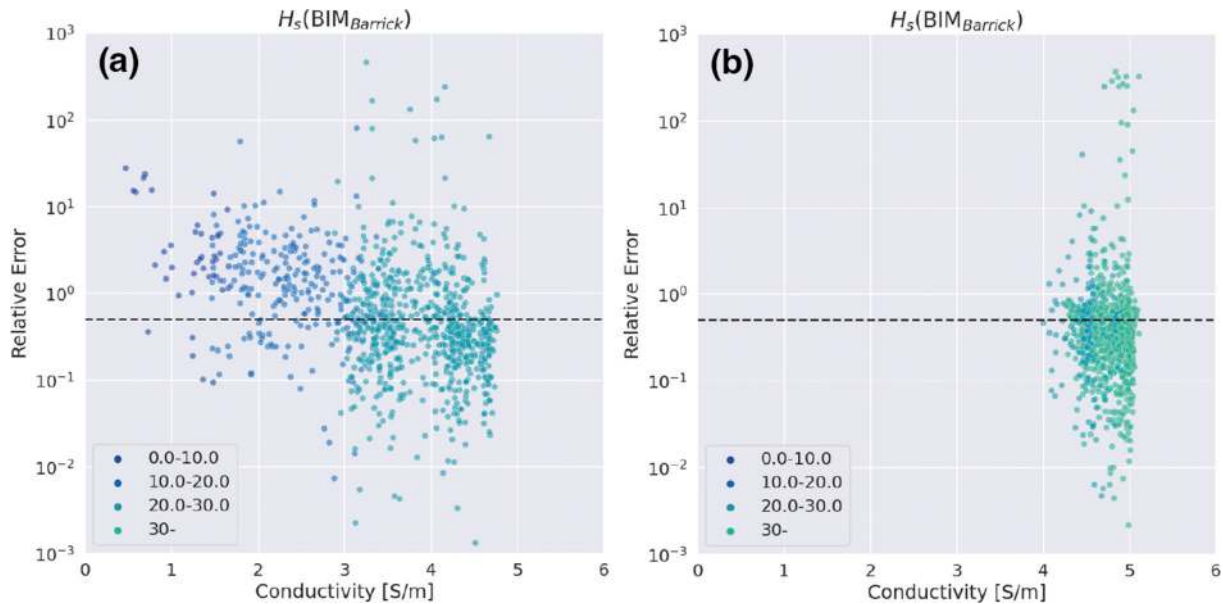 Hs(BIMBarrick)
(a)
10³
10²
10¹
10⁰
10⁻¹
10⁻²
10⁻³
Relative Error
0.0-10.0
10.0-20.0
20.0-30.0
30-
0 1 2 3 4 5 6
Conductivity [S/m]
Hs(BIMBarrick)
(b)
10³
10²
10¹
10⁰
10⁻¹
10⁻²
10⁻³
Relative Error
0.0-10.0
10.0-20.0
20.0-30.0
30-
0 1 2 3 4 5 6
Conductivity [S/m]